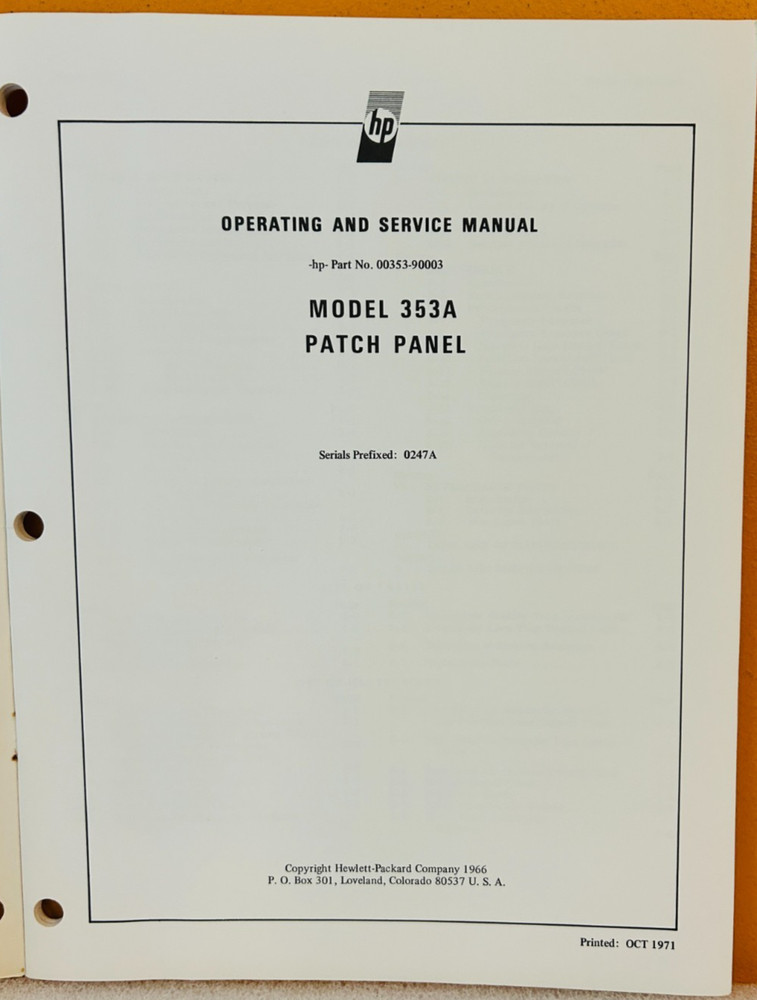 hp
OPERATING AND SERVICE MANUAL
-hp- Part No. 00353-90003
MODEL 353A
PATCH PANEL
Serials Prefixed: 0247A
Copyright Hewlett-Packard Company 1966
P. O. Box 301, Loveland, Colorado 80537 U. S. A.
Printed: OCT 1971